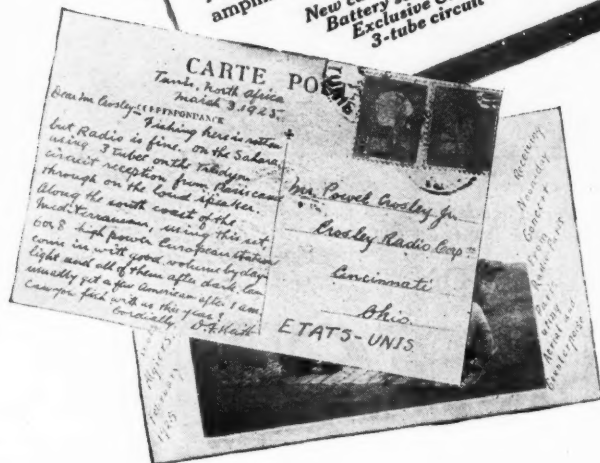 New
Battery
Exclusive
3-tube circuit
CARTE
Tunis, North Africa
March 3, 1925
Dear Mr Crosley
CORRESPONDANCE
Fishing here is rotten
but Radio is fine. On the Sahara,
using 3 tubes on the Trirdyn
circuit reception from Paris came
through on the loud speaker.
Along the south coast of the
Mediterranean, using this set,
6 or 8 high power European stations
come in with good volume by day
light and all of them after dark. Can
usually get a few American after 1 am.
Can you fish with us this year?
Cordially
Mr. Powel Crosley Jr.
Crosley Radio Corp
Cincinnati
Ohio.
ETATS-UNIS
Algiers
Receiving
Noonday
Concert
From
Radio Paris
Paris
using
Aerial and
Counterpoise